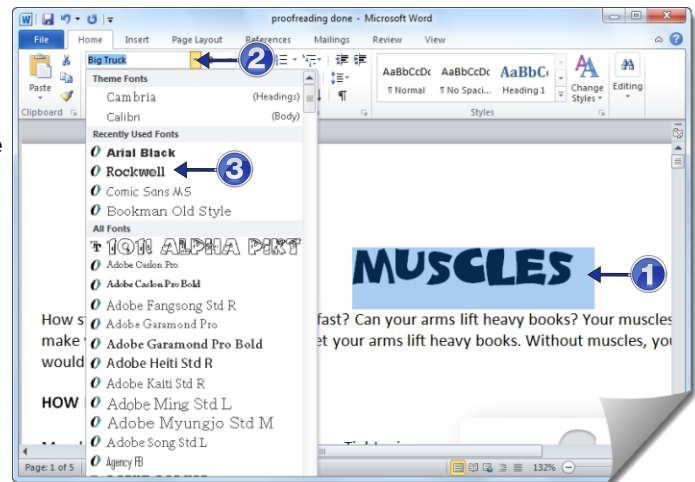 proofreading done - Microsoft Word
File Home Insert Page Layout References Mailings Review View
Paste
Clipboard
Big Truck
2
AaBbCcDc AaBbCcDc AaBbC
¶ Normal ¶ No Spaci... Heading 1
Change Styles
Editing
Styles
Theme Fonts
Cambria (Headings)
Calibri (Body)
Recently Used Fonts
Arial Black
Rockwell
3
Comic Sans MS
Bookman Old Style
All Fonts
101! ALPHA PIXT
Adobe Caslon Pro
Adobe Caslon Pro Bold
Adobe Fangsong Std R
Adobe Garamond Pro
Adobe Garamond Pro Bold
Adobe Heiti Std R
Adobe Kaiti Std R
Adobe Ming Std L
Adobe Myungjo Std M
Adobe Song Std L
Agency FB
MUSCLES
1
How fast? Can your arms lift heavy books? Your muscles
make your arms lift heavy books. Without muscles, you
would
HOW
Page: 1 of 5
132%